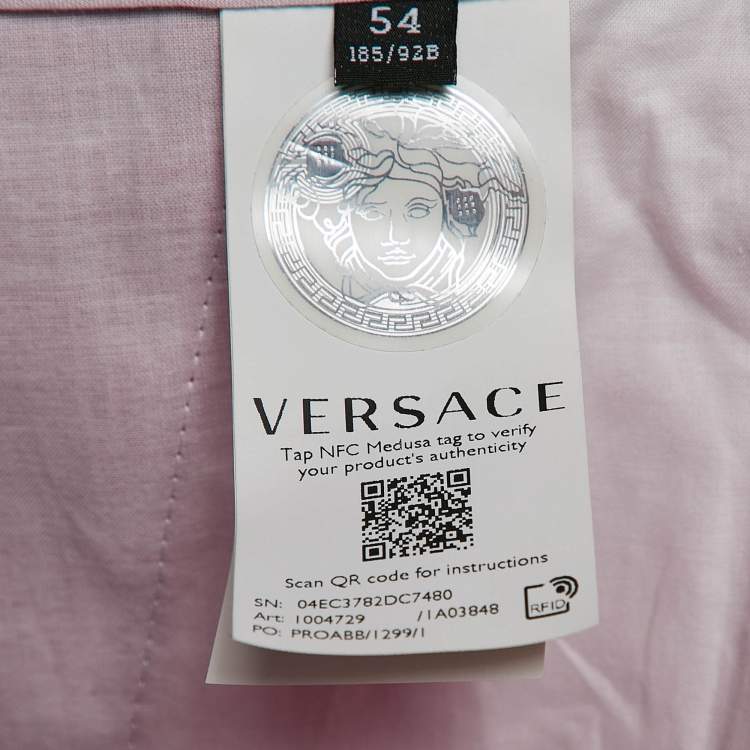 54
185/92B
VERSACE
Tap NFC Medusa tag to verify
your product's authenticity
Scan QR code for instructions
SN: 04EC3782DC7480
Art: 1004729 /1A03848
PO: PROABB/1299/1
RFID